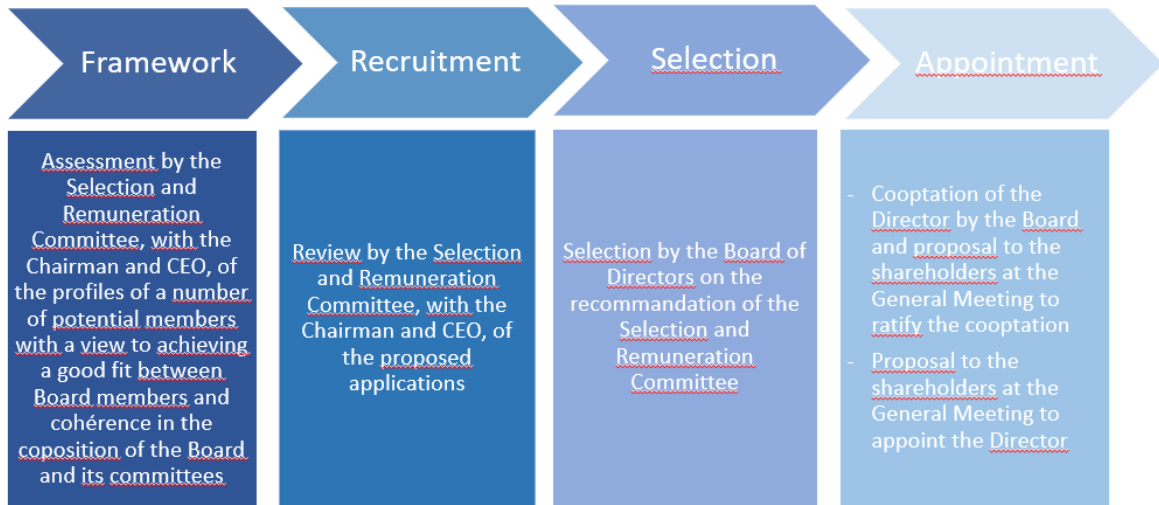 Framework
Recruitment
Selection
Appointment
Assessment by the
Selection and
Remuneration
Committee, with the
Chairman and CEO, of
the profiles of a number
of potential members
with a view to achieving
a good fit between
Board members and
cohérence in the
coposition of the Board
and its committees
Review by the Selection
and Remuneration
Committee, with the
Chairman and CEO, of
the proposed
applications
Selection by the Board of
Directors on the
recommandation of the
Selection and
Remuneration
Committee
- Cooptation of the
Director by the Board
and proposal to the
shareholders at the
General Meeting to
ratify the cooptation
- Proposal to the
shareholders at the
General Meeting to
appoint the Director